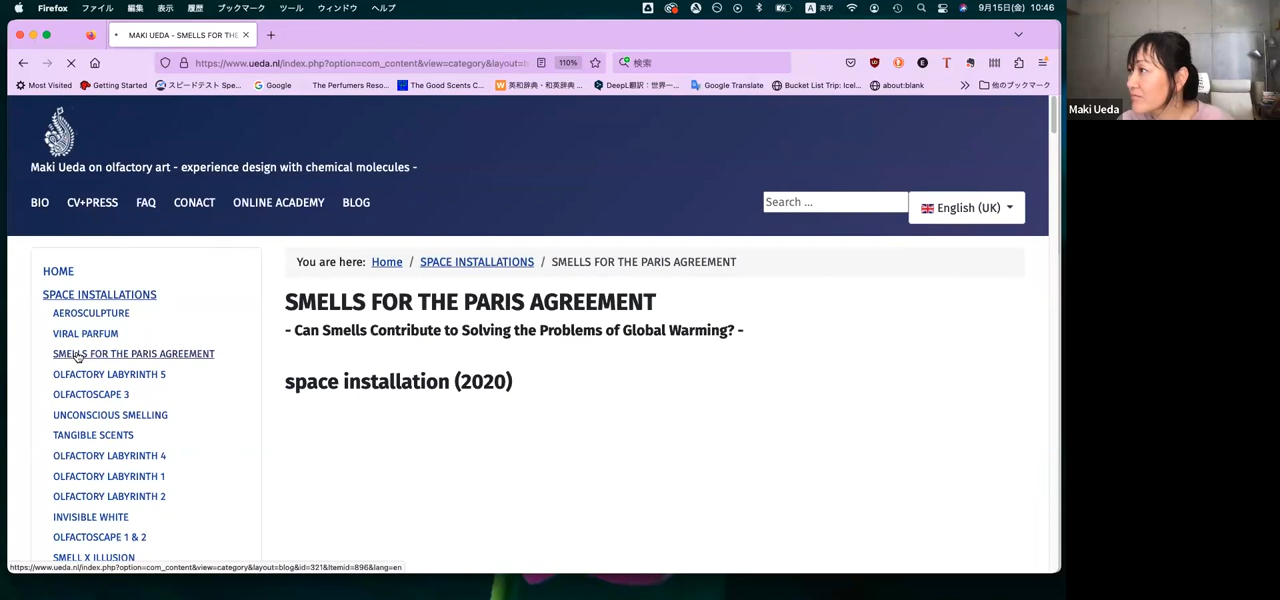 Firefox ファイル 編集 表示 履歴 ブックマーク ツール ウィンドウ ヘルプ A 英字 9月15日(金) 10:46
MAKI UEDA - SMELLS FOR THE
https://www.ueda.nl/index.php?option=com_content&view=category&layout=
110%
検索
Most Visited Getting Started スピードテスト Spe... Google The Perfumers Reso... The Good Scents C... 英和辞典・和英辞典 ... DeepL翻訳：世界一... Google Translate Bucket List Trip: Icel... about:blank 他のブックマーク
Maki Ueda
Maki Ueda on olfactory art - experience design with chemical molecules -
BIO CV+PRESS FAQ CONACT ONLINE ACADEMY BLOG
Search ...
English (UK)
HOME
SPACE INSTALLATIONS
AEROSCULPTURE
VIRAL PARFUM
SMELLS FOR THE PARIS AGREEMENT
OLFACTORY LABYRINTH 5
OLFACTOSCAPE 3
UNCONSCIOUS SMELLING
TANGIBLE SCENTS
OLFACTORY LABYRINTH 4
OLFACTORY LABYRINTH 1
OLFACTORY LABYRINTH 2
INVISIBLE WHITE
OLFACTOSCAPE 1 & 2
SMELL X ILLUSION
You are here: Home / SPACE INSTALLATIONS / SMELLS FOR THE PARIS AGREEMENT
SMELLS FOR THE PARIS AGREEMENT
- Can Smells Contribute to Solving the Problems of Global Warming? -
space installation (2020)
https://www.ueda.nl/index.php?option=com_content&view=category&layout=blog&id=321&Itemid=896&lang=en